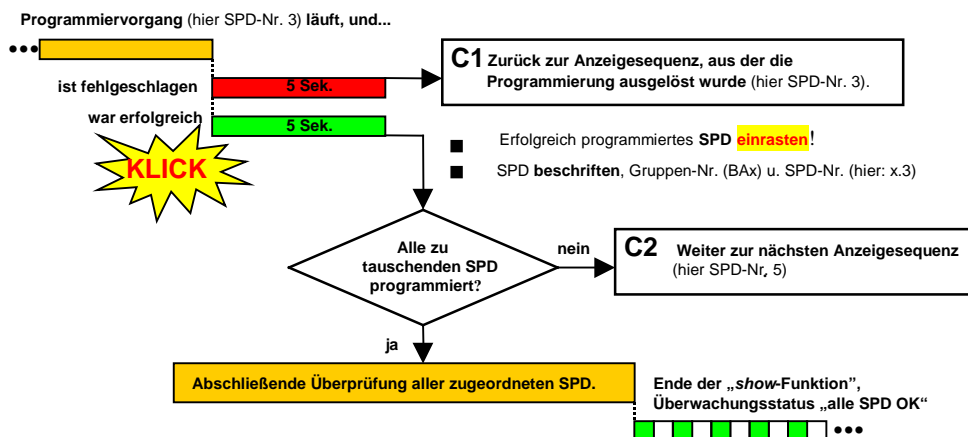 Programmiervorgang (hier SPD-Nr. 3) läuft, und...
C1 Zurück zur Anzeigesequenz, aus der die
Programmierung ausgelöst wurde (hier SPD-Nr. 3).
ist fehlgeschlagen
5 Sek.
war erfolgreich
5 Sek.
KLICK
■ Erfolgreich programmiertes SPD einrasten!
■ SPD beschriften, Gruppen-Nr. (BAx) u. SPD-Nr. (hier: x.3)
Alle zu
tauschenden SPD
programmiert?
nein
C2 Weiter zur nächsten Anzeigesequenz
(hier SPD-Nr. 5)
ja
Abschließende Überprüfung aller zugeordneten SPD.
Ende der „show-Funktion”,
Überwachungsstatus „alle SPD OK“